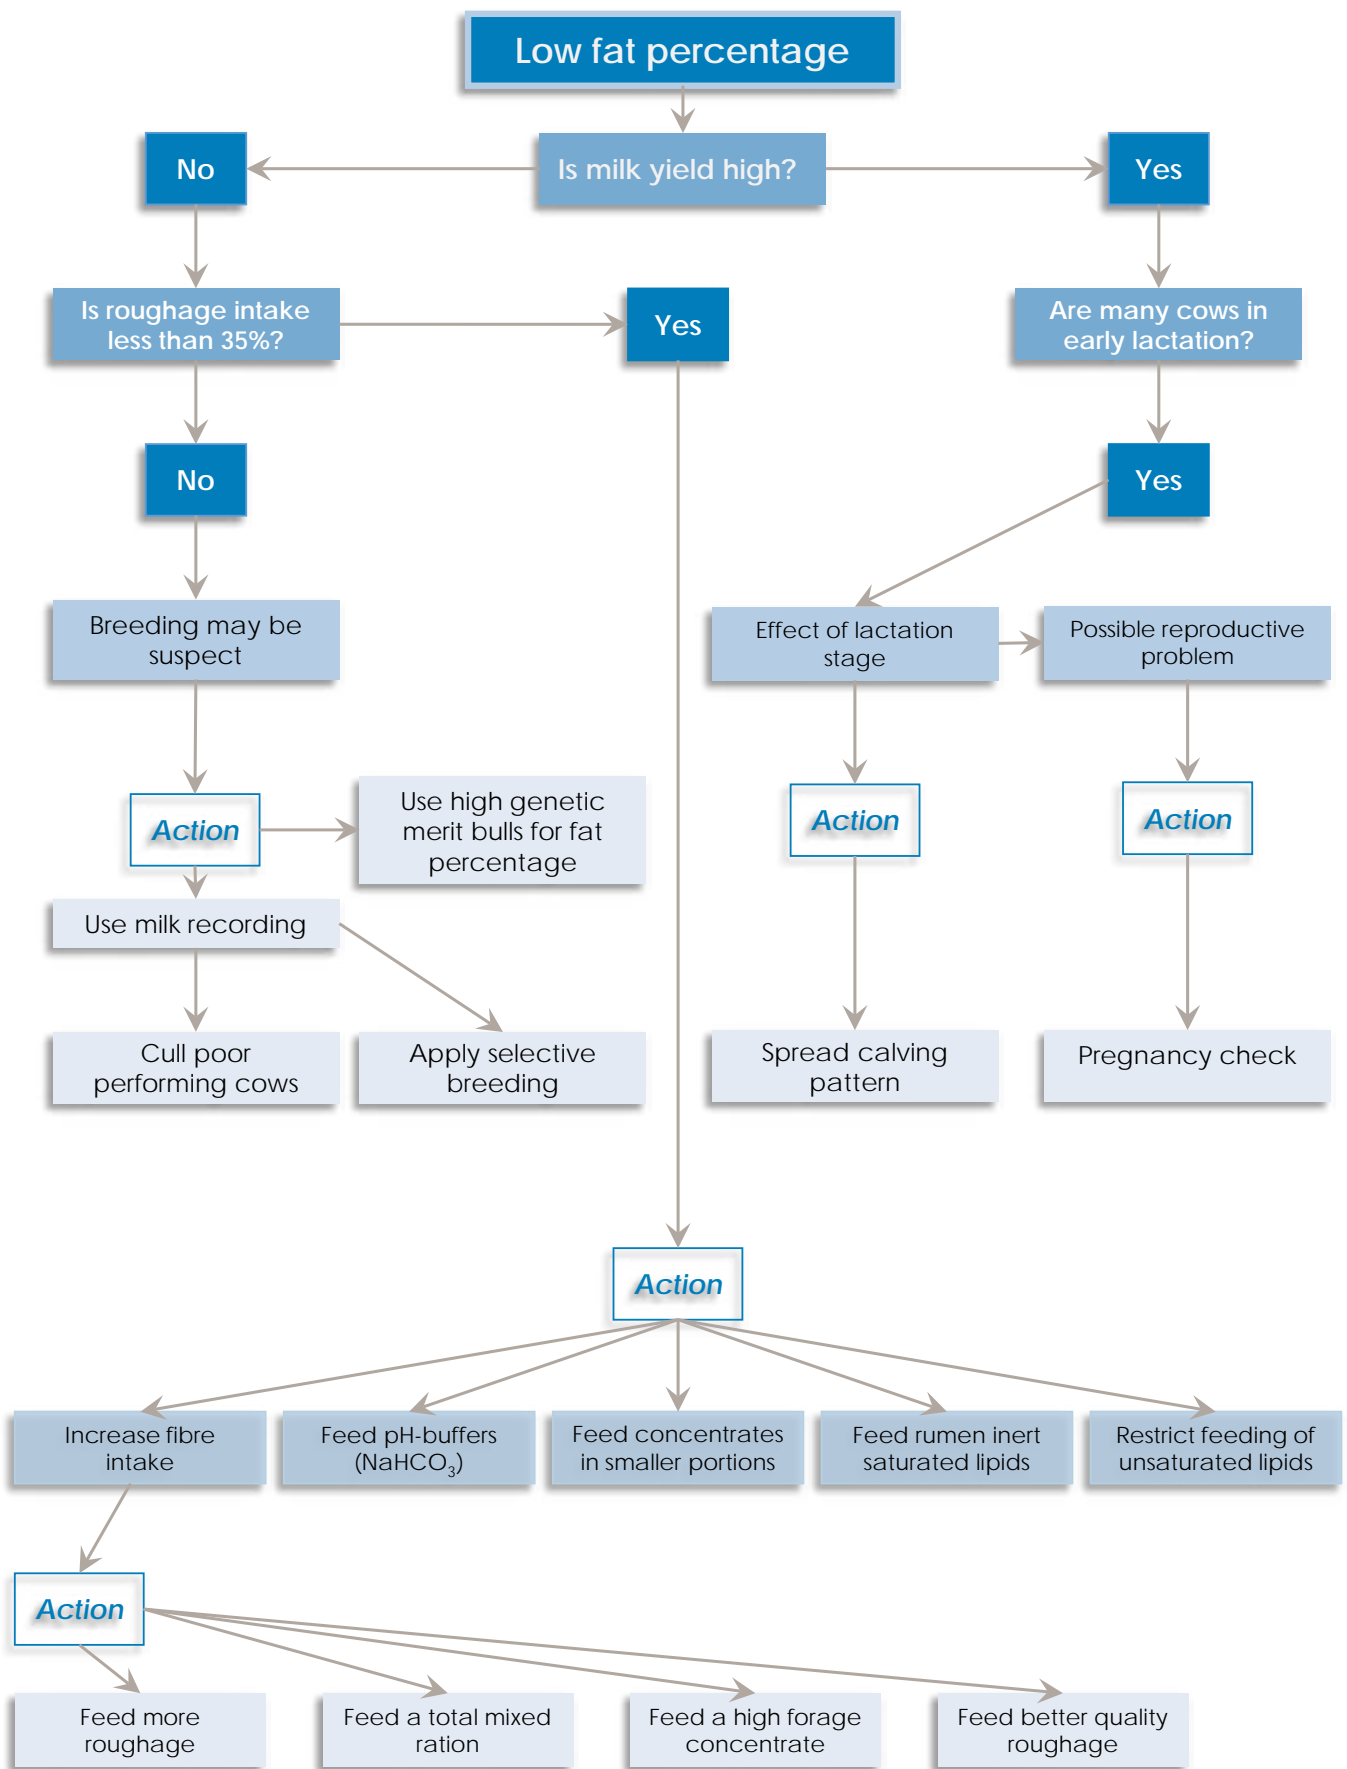 Low fat percentage
No
Is milk yield high?
Yes
Is roughage intake
less than 35%?
Yes
Are many cows in
early lactation?
No
Yes
Breeding may be
suspect
Effect of lactation
stage
Possible reproductive
problem
Action
Use high genetic
merit bulls for fat
percentage
Action
Action
Use milk recording
Cull poor
performing cows
Apply selective
breeding
Spread calving
pattern
Pregnancy check
Action
Increase fibre
intake
Feed pH-buffers
(NaHCO₃)
Feed concentrates
in smaller portions
Feed rumen inert
saturated lipids
Restrict feeding of
unsaturated lipids
Action
Feed more
roughage
Feed a total mixed
ration
Feed a high forage
concentrate
Feed better quality
roughage